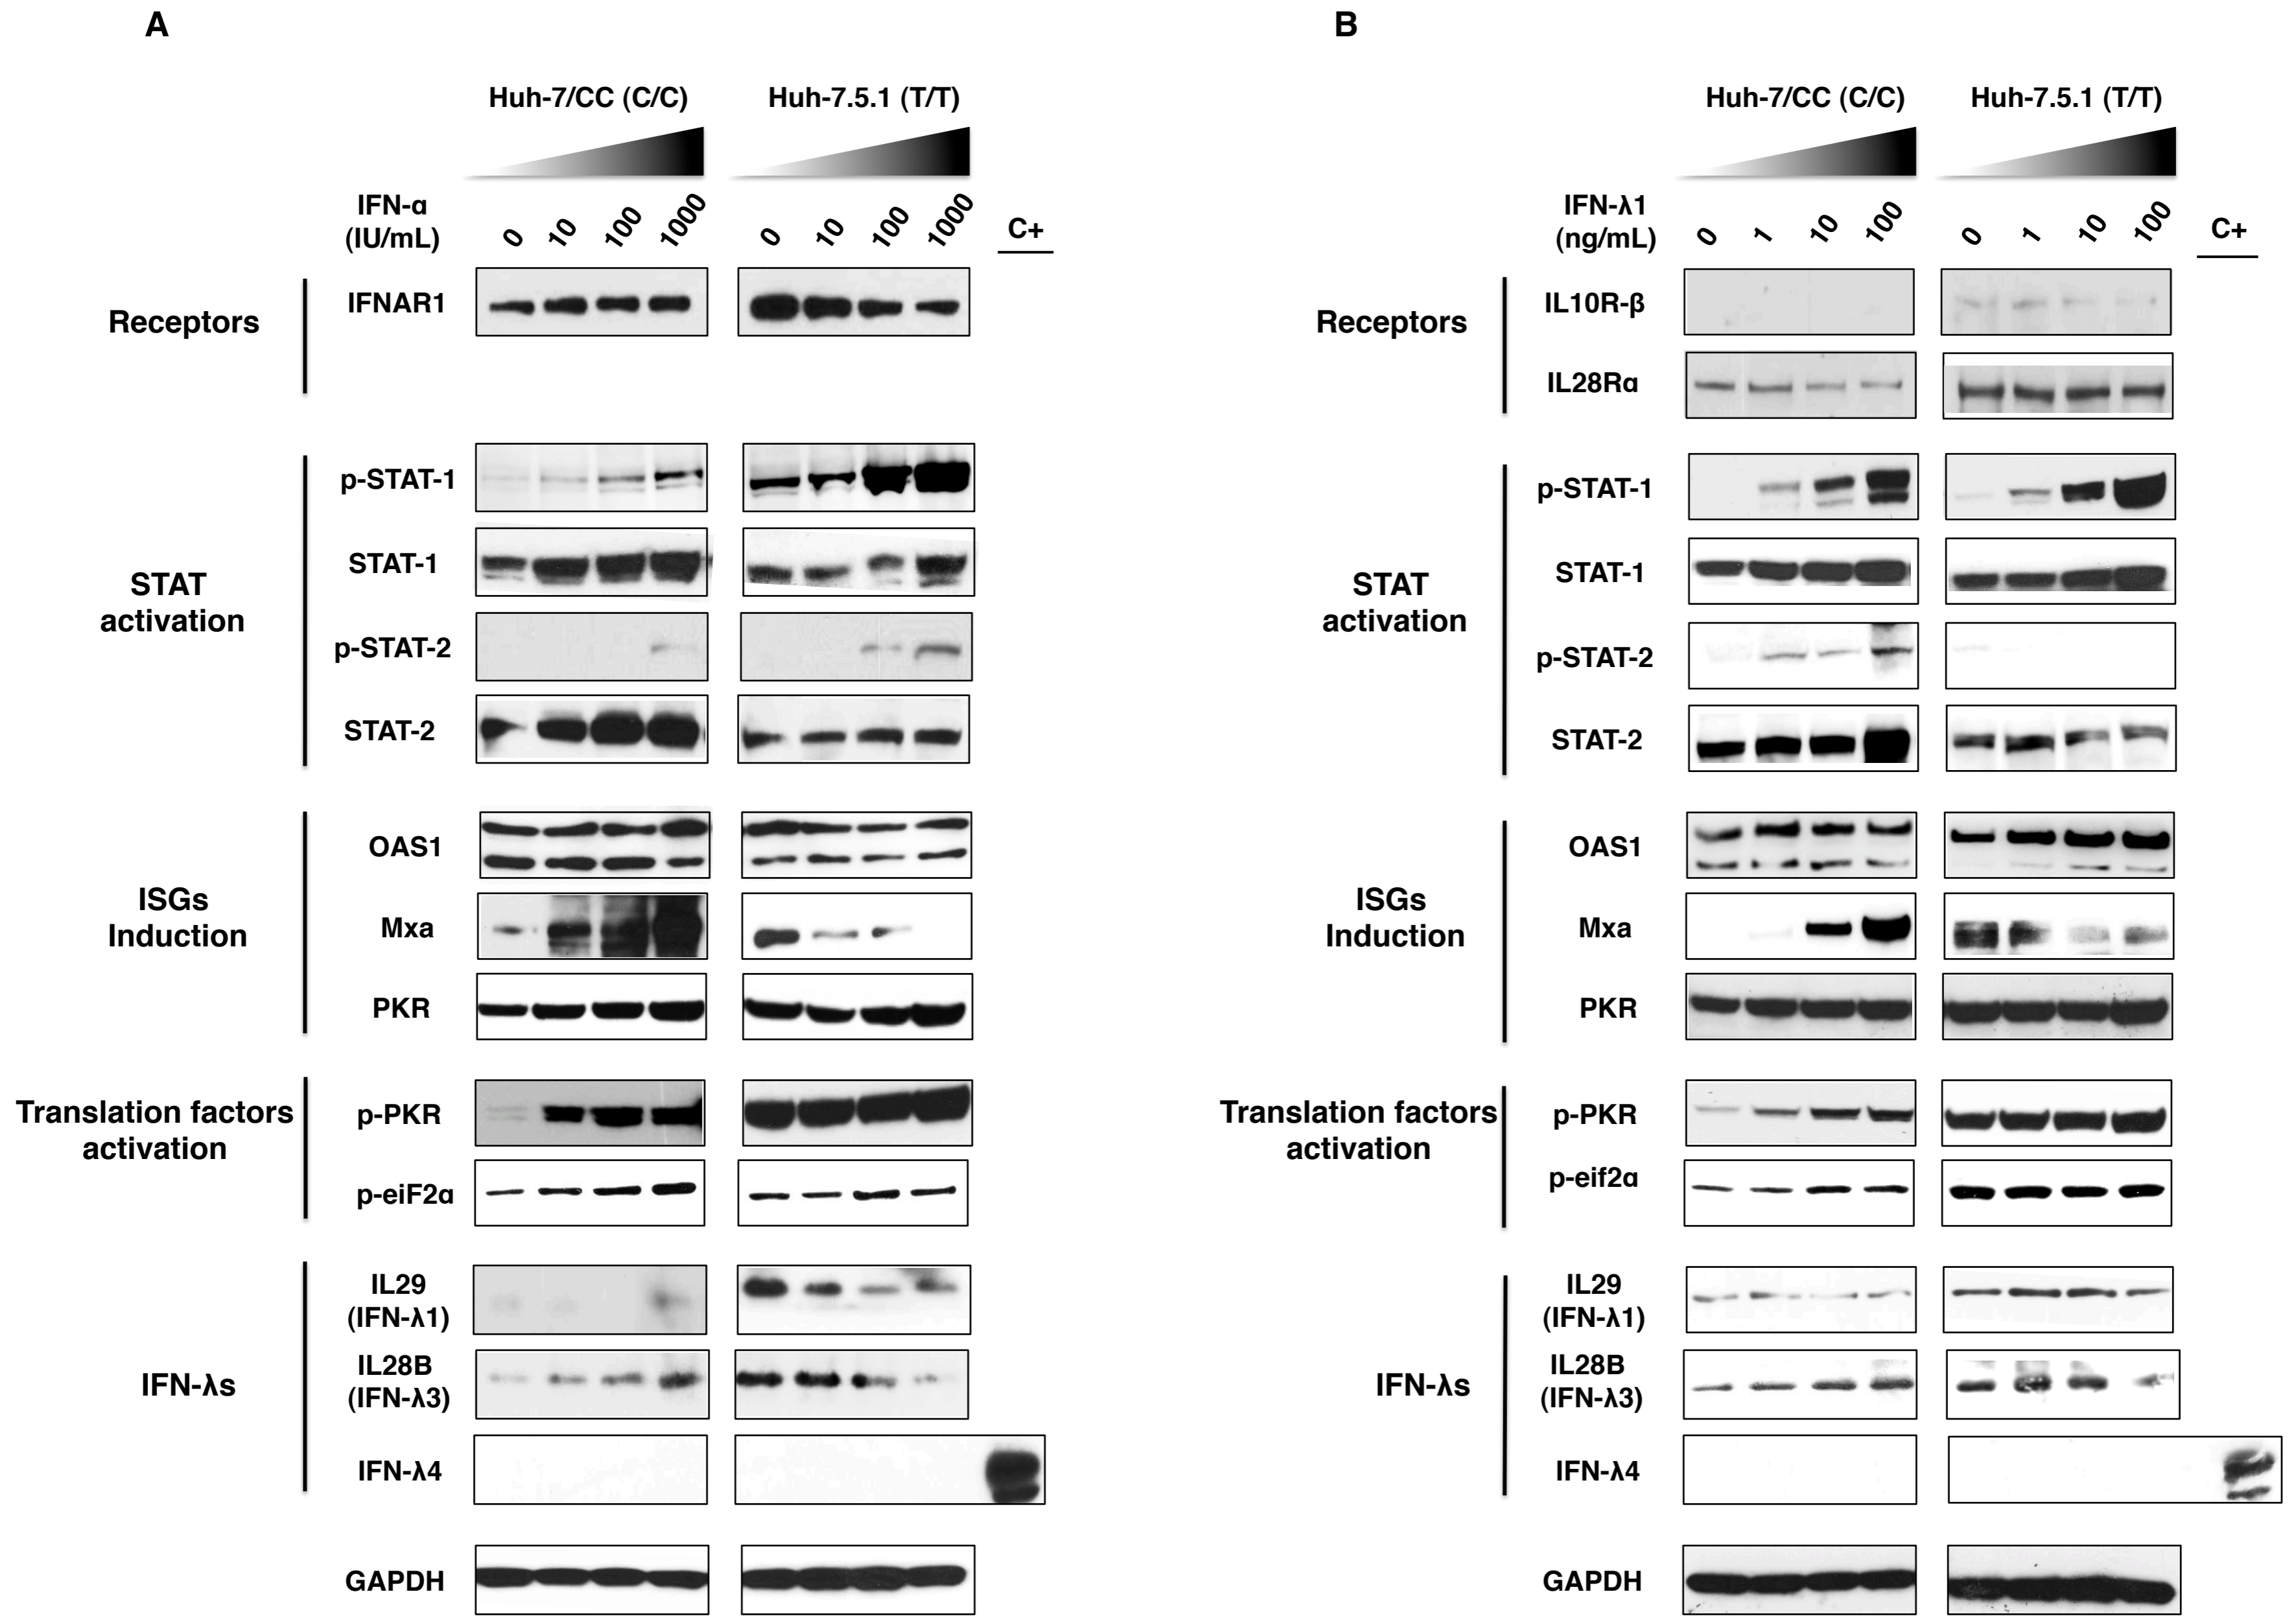 A
Huh-7/CC (C/C)
Huh-7.5.1 (T/T)
IFN-α
(IU/mL)
0
10
100
1000
0
10
100
1000
C+
Receptors
IFNAR1
STAT
activation
p-STAT-1
STAT-1
p-STAT-2
STAT-2
ISGs
Induction
OAS1
Mxa
PKR
Translation factors
activation
p-PKR
p-eiF2α
IFN-λs
IL29
(IFN-λ1)
IL28B
(IFN-λ3)
IFN-λ4
GAPDH
B
Huh-7/CC (C/C)
Huh-7.5.1 (T/T)
IFN-λ1
(ng/mL)
0
1
10
100
0
1
10
100
C+
Receptors
IL10R-β
IL28Rα
STAT
activation
p-STAT-1
STAT-1
p-STAT-2
STAT-2
ISGs
Induction
OAS1
Mxa
PKR
Translation factors
activation
p-PKR
p-eif2α
IFN-λs
IL29
(IFN-λ1)
IL28B
(IFN-λ3)
IFN-λ4
GAPDH